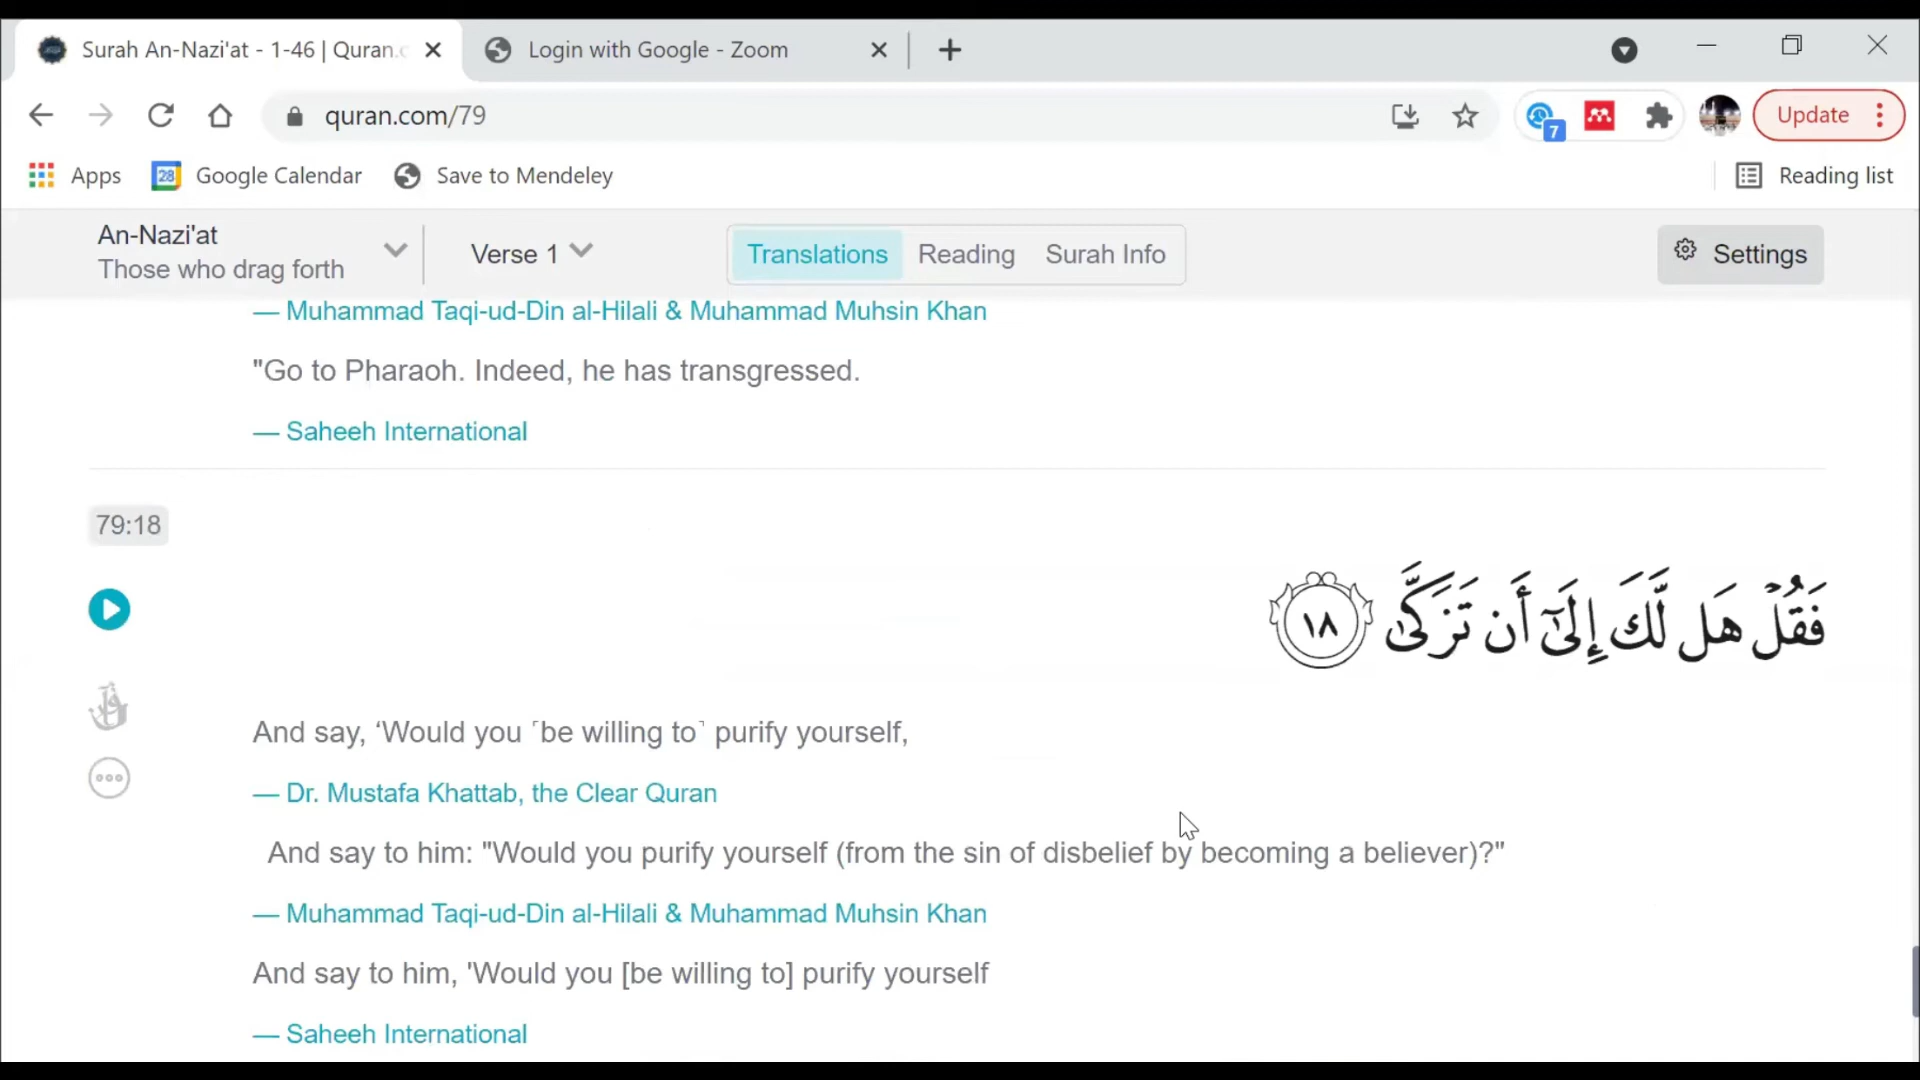 Surah An-Nazi'at - 1-46 | Quran.c
Login with Google - Zoom
quran.com/79
7
Update
Apps
28
Google Calendar
Save to Mendeley
Reading list
An-Nazi'at
Those who drag forth
Verse 1
Translations
Reading
Surah Info
Settings
— Muhammad Taqi-ud-Din al-Hilali & Muhammad Muhsin Khan
"Go to Pharaoh. Indeed, he has transgressed.
— Saheeh International
79:18
فَقُلْ هَل لَّكَ إِلَىٰٓ أَن تَزَكَّىٰ ١٨
And say, ‘Would you ˹be willing to˺ purify yourself,
— Dr. Mustafa Khattab, the Clear Quran
And say to him: "Would you purify yourself (from the sin of disbelief by becoming a believer)?"
— Muhammad Taqi-ud-Din al-Hilali & Muhammad Muhsin Khan
And say to him, 'Would you [be willing to] purify yourself
— Saheeh International